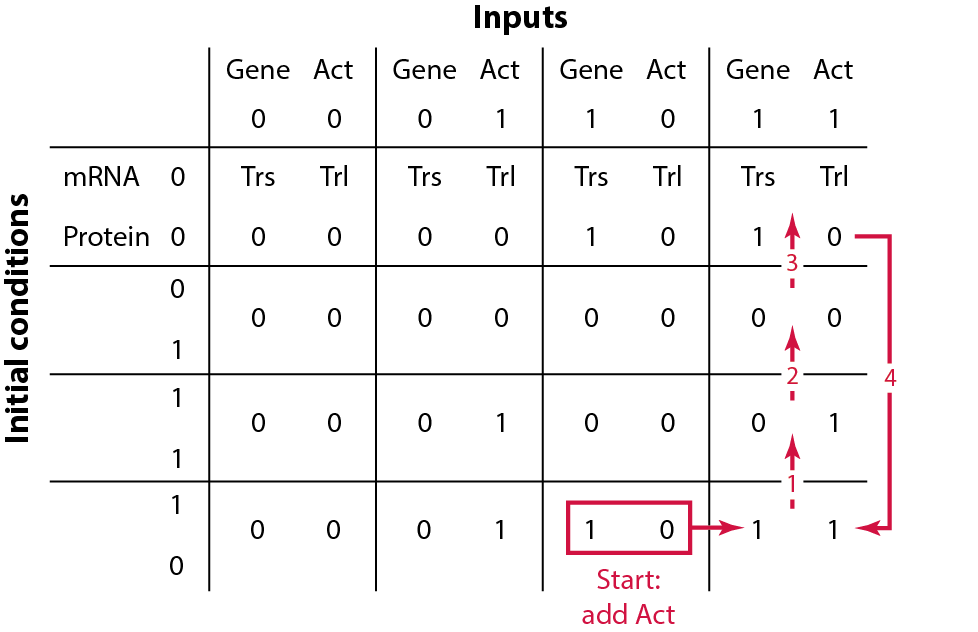 Inputs
Gene Act Gene Act Gene Act Gene Act
0 0 0 1 1 0 1 1
Initial conditions
mRNA 0 Trs Trl Trs Trl Trs Trl Trs Trl
Protein 0 0 0 0 0 1 0 1 0
3
0
0 0 0 0 0 0 0 0
1
2 4
1
0 0 0 1 0 0 0 1
1
1
1
0 0 0 1 1 0 1 1
0
Start:
add Act